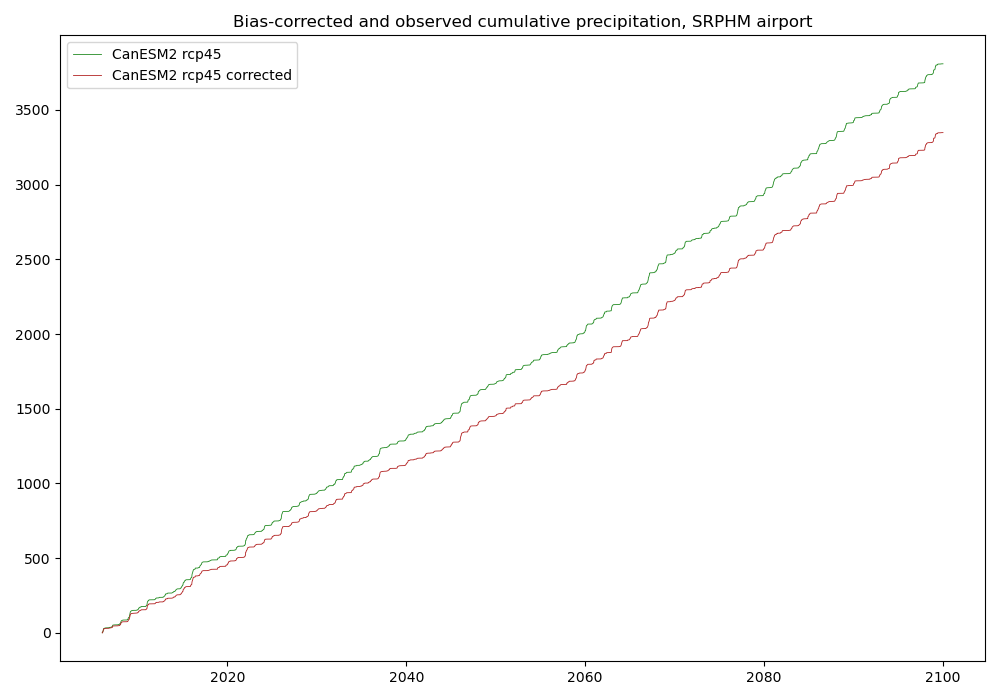 Bias-corrected and observed cumulative precipitation, SRPHM airport
CanESM2 rcp45
CanESM2 rcp45 corrected
3500
3000
2500
2000
1500
1000
500
0
2020 2040 2060 2080 2100